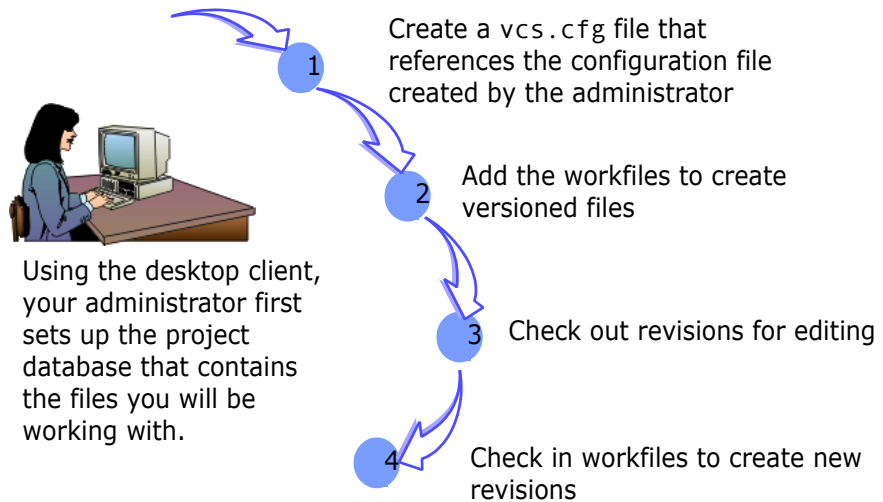 1
Create a vcs.cfg file that
references the configuration file
created by the administrator
2
Add the workfiles to create
versioned files
Using the desktop client,
your administrator first
sets up the project
database that contains
the files you will be
working with.
3
Check out revisions for editing
4
Check in workfiles to create new
revisions